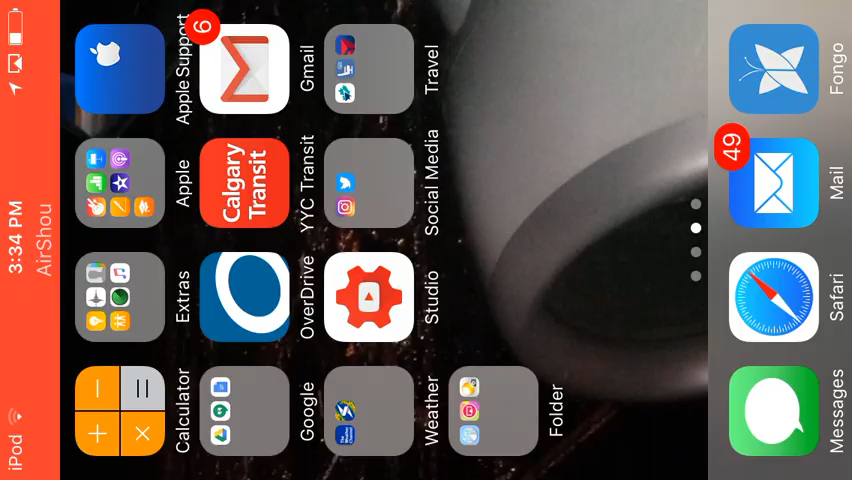 iPod 3:34 PM
AirShou
Calculator Extras Apple Apple Support
6
Calgary
Transit
Google OverDrive YYC Transit Gmail
Weather Studio Social Media Travel
Folder
49
Messages Safari Mail Fongo